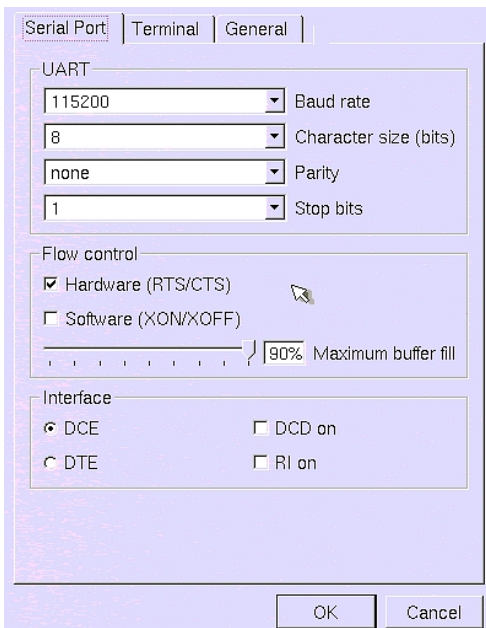 Serial Port Terminal General
UART
115200 Baud rate
8 Character size (bits)
none Parity
1 Stop bits
Flow control
Hardware (RTS/CTS)
Software (XON/XOFF)
90% Maximum buffer fill
Interface
DCE DCD on
DTE RI on
OK Cancel